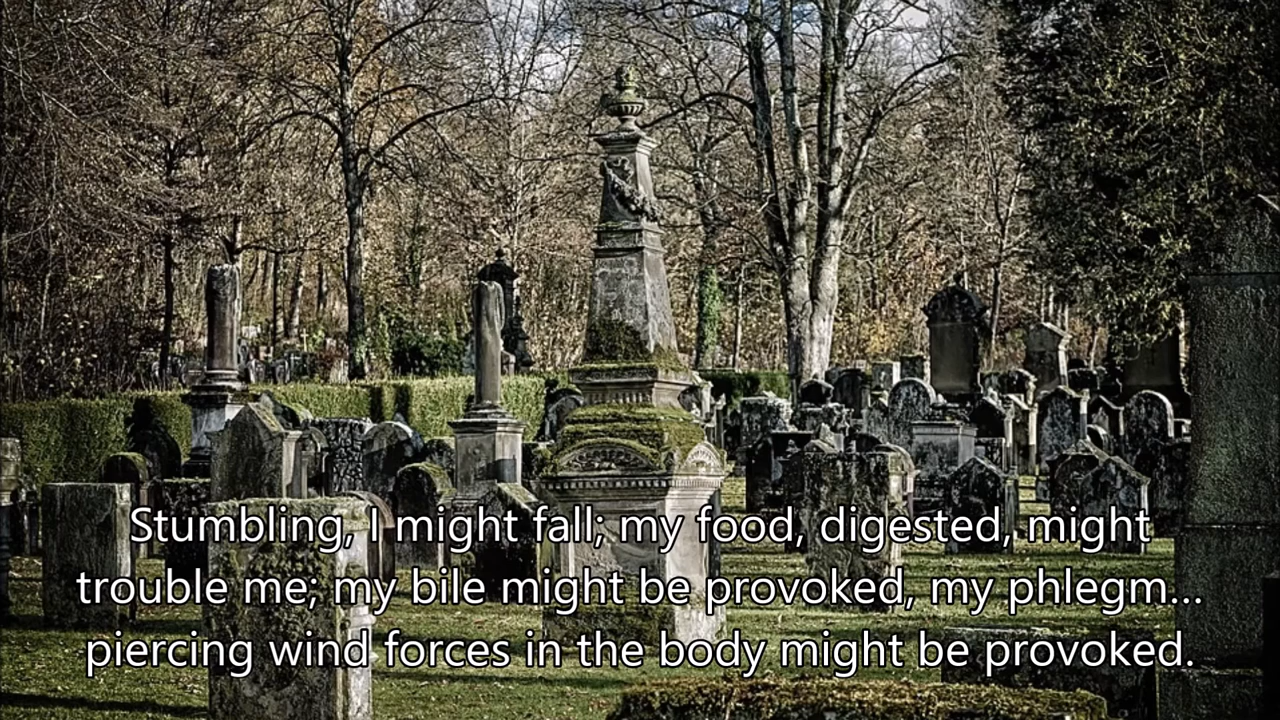 Stumbling, I might fall; my food, digested, might
trouble me; my bile might be provoked, my phlegm...
piercing wind forces in the body might be provoked.